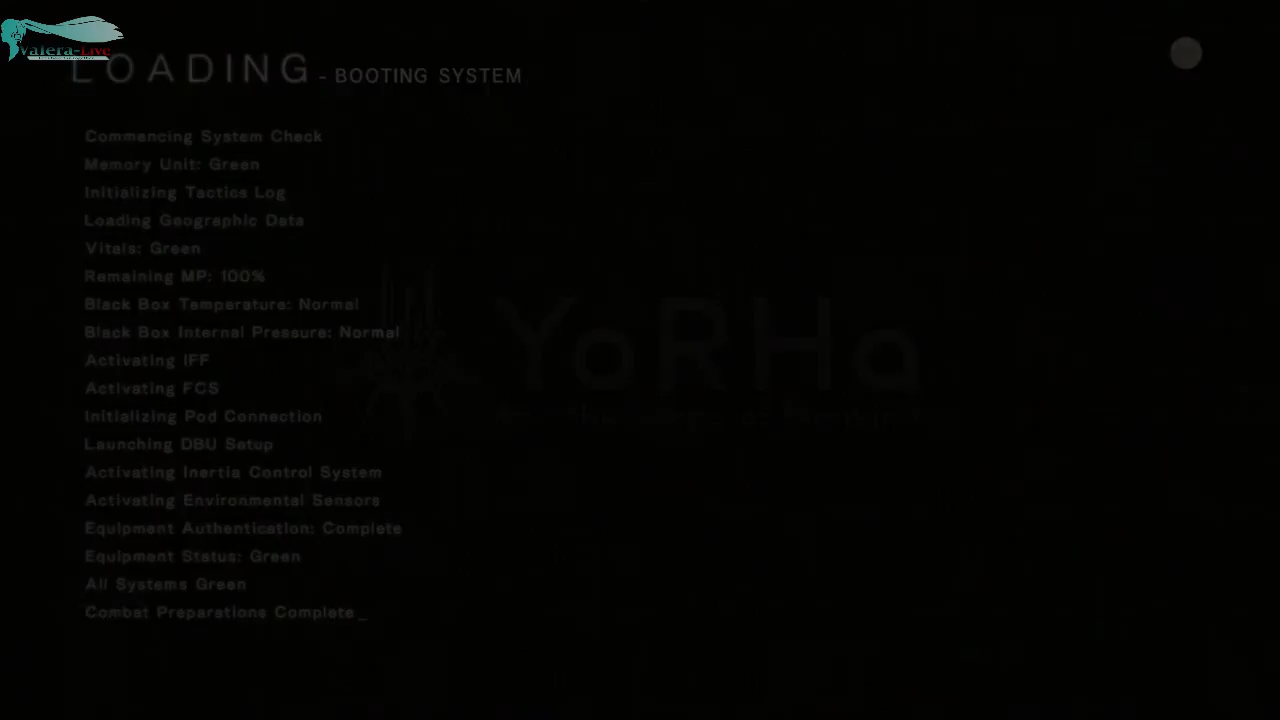 Valera-Live
LOADING - BOOTING SYSTEM
Commencing System Check
Memory Unit: Green
Initializing Tactics Log
Loading Geographic Data
Vitals: Green
Remaining MP: 100%
Black Box Temperature: Normal
Black Box Internal Pressure: Normal
Activating IFF
Activating FCS
Initializing Pod Connection
Launching DBU Setup
Activating Inertia Control System
Activating Environmental Sensors
Equipment Authentication: Complete
Equipment Status: Green
All Systems Green
Combat Preparations Complete_
YoRHa